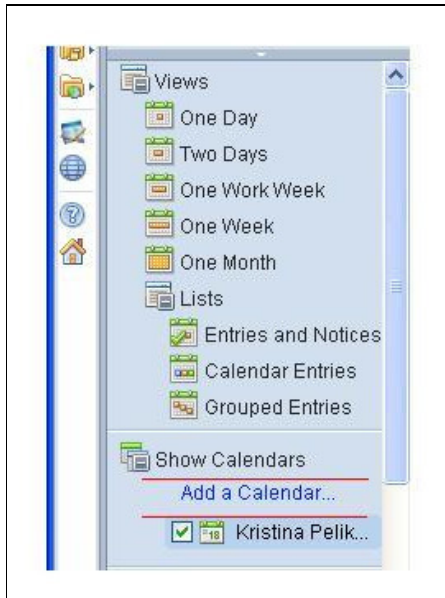 Views
One Day
Two Days
One Work Week
One Week
One Month
Lists
Entries and Notices
Calendar Entries
Grouped Entries
Show Calendars
Add a Calendar...
18 Kristina Pelik...